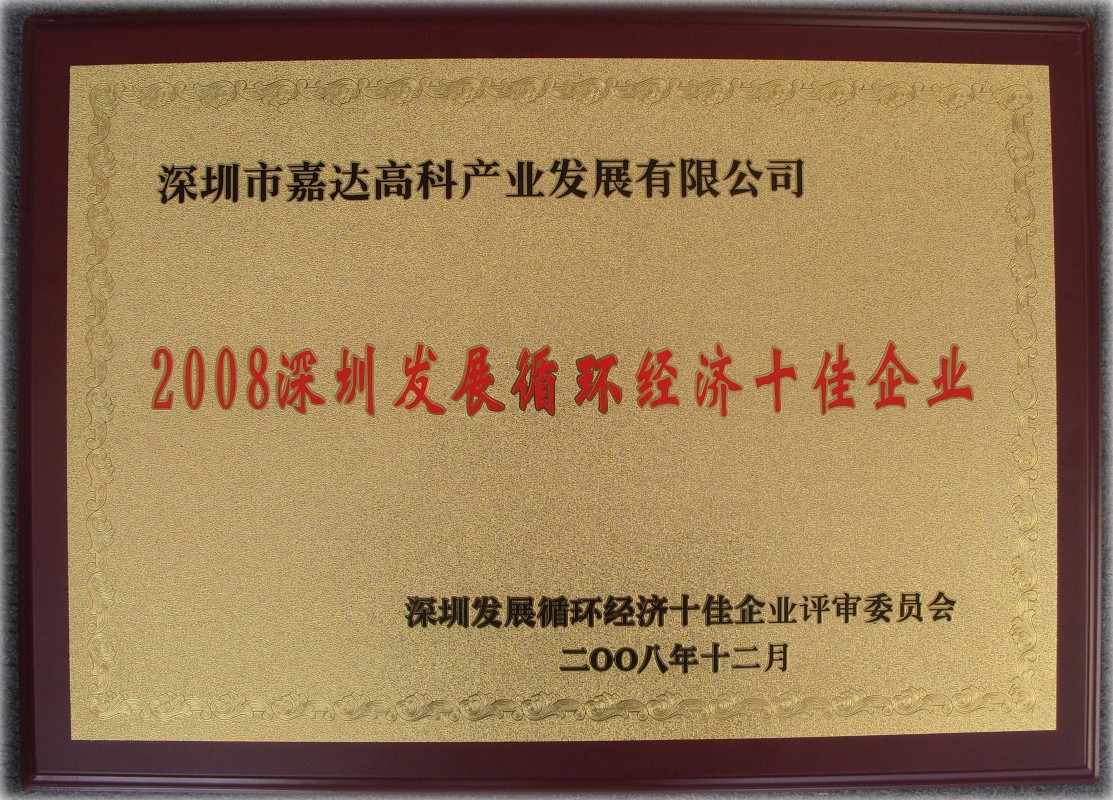 深圳市嘉达高科产业发展有限公司
2008深圳发展循环经济十佳企业
深圳发展循环经济十佳企业评审委员会
二OO八年十二月